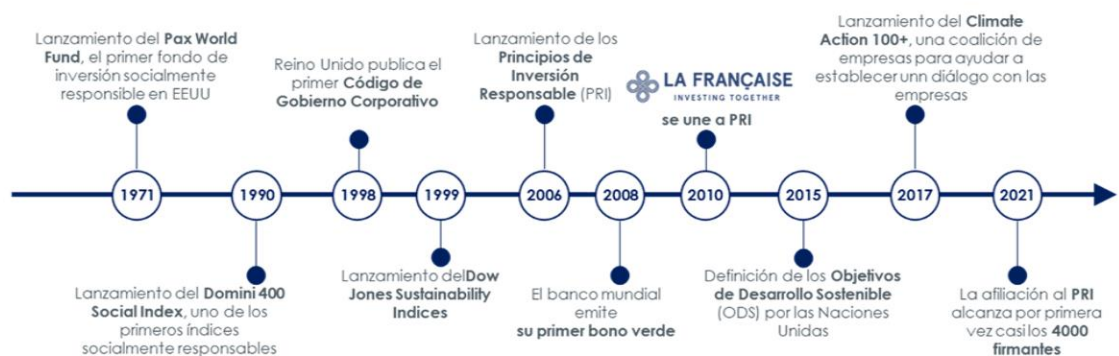 Lanzamiento del Pax World
Fund, el primer fondo de
inversión socialmente
responsible en EEUU
Reino Unido publica el
primer Código de
Gobierno Corporativo
Lanzamiento de los
Principios de
Inversión
Responsable (PRI)
LA FRANÇAISE
INVESTING TOGETHER
se une a PRI
Lanzamiento del Climate
Action 100+, una coalición de
empresas para ayudar a
establecer unn diálogo con las
empresas
1971
1990
1998
1999
2006
2008
2010
2015
2017
2021
Lanzamiento del Domini 400
Social Index, uno de los
primeros índices
socialmente responsables
Lanzamiento delDow
Jones Sustainability
Indices
El banco mundial
emite
su primer bono verde
Definición de los Objetivos
de Desarrollo Sostenible
(ODS) por las Naciones
Unidas
La afiliación al PRI
alcanza por primera
vez casi los 4000
firmantes